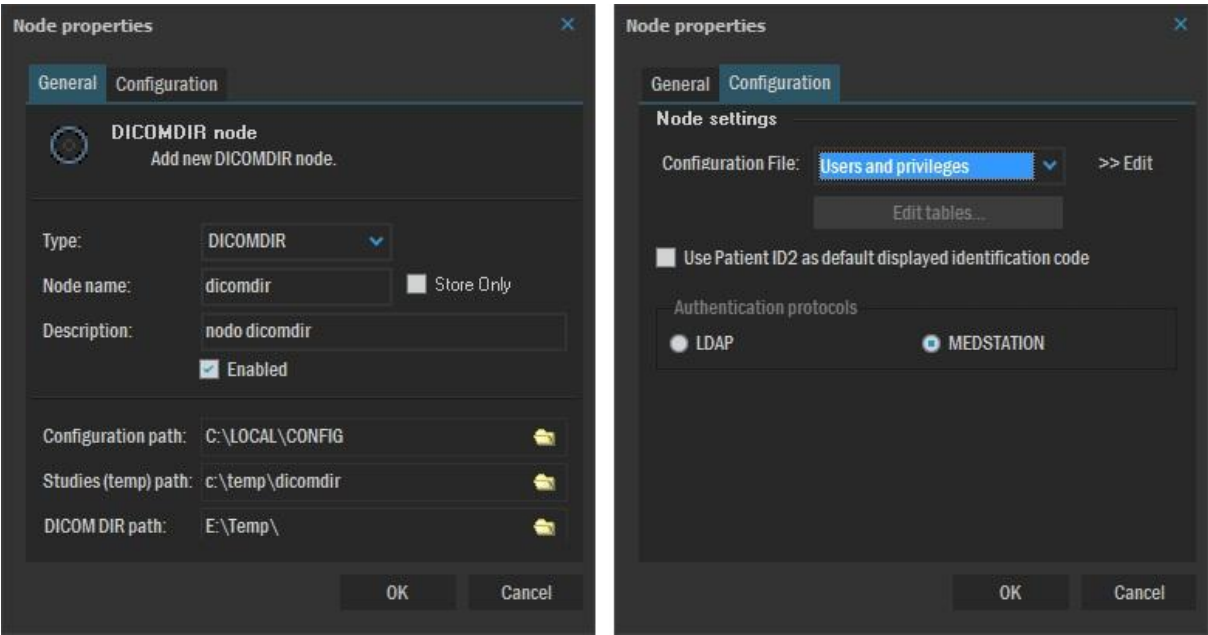 Node properties
General Configuration
DICOMDIR node
Add new DICOMDIR node.
Type: DICOMDIR
Node name: dicomdir Store Only
Description: nodo dicomdir
Enabled
Configuration path: C:\LOCAL\CONFIG
Studies (temp) path: c:\temp\dicomdir
DICOM DIR path: E:\Temp\
OK Cancel
Node properties
General Configuration
Node settings
Configuration File: Users and privileges >> Edit
Edit tables...
Use Patient ID2 as default displayed identification code
Authentication protocols
LDAP MEDSTATION
OK Cancel